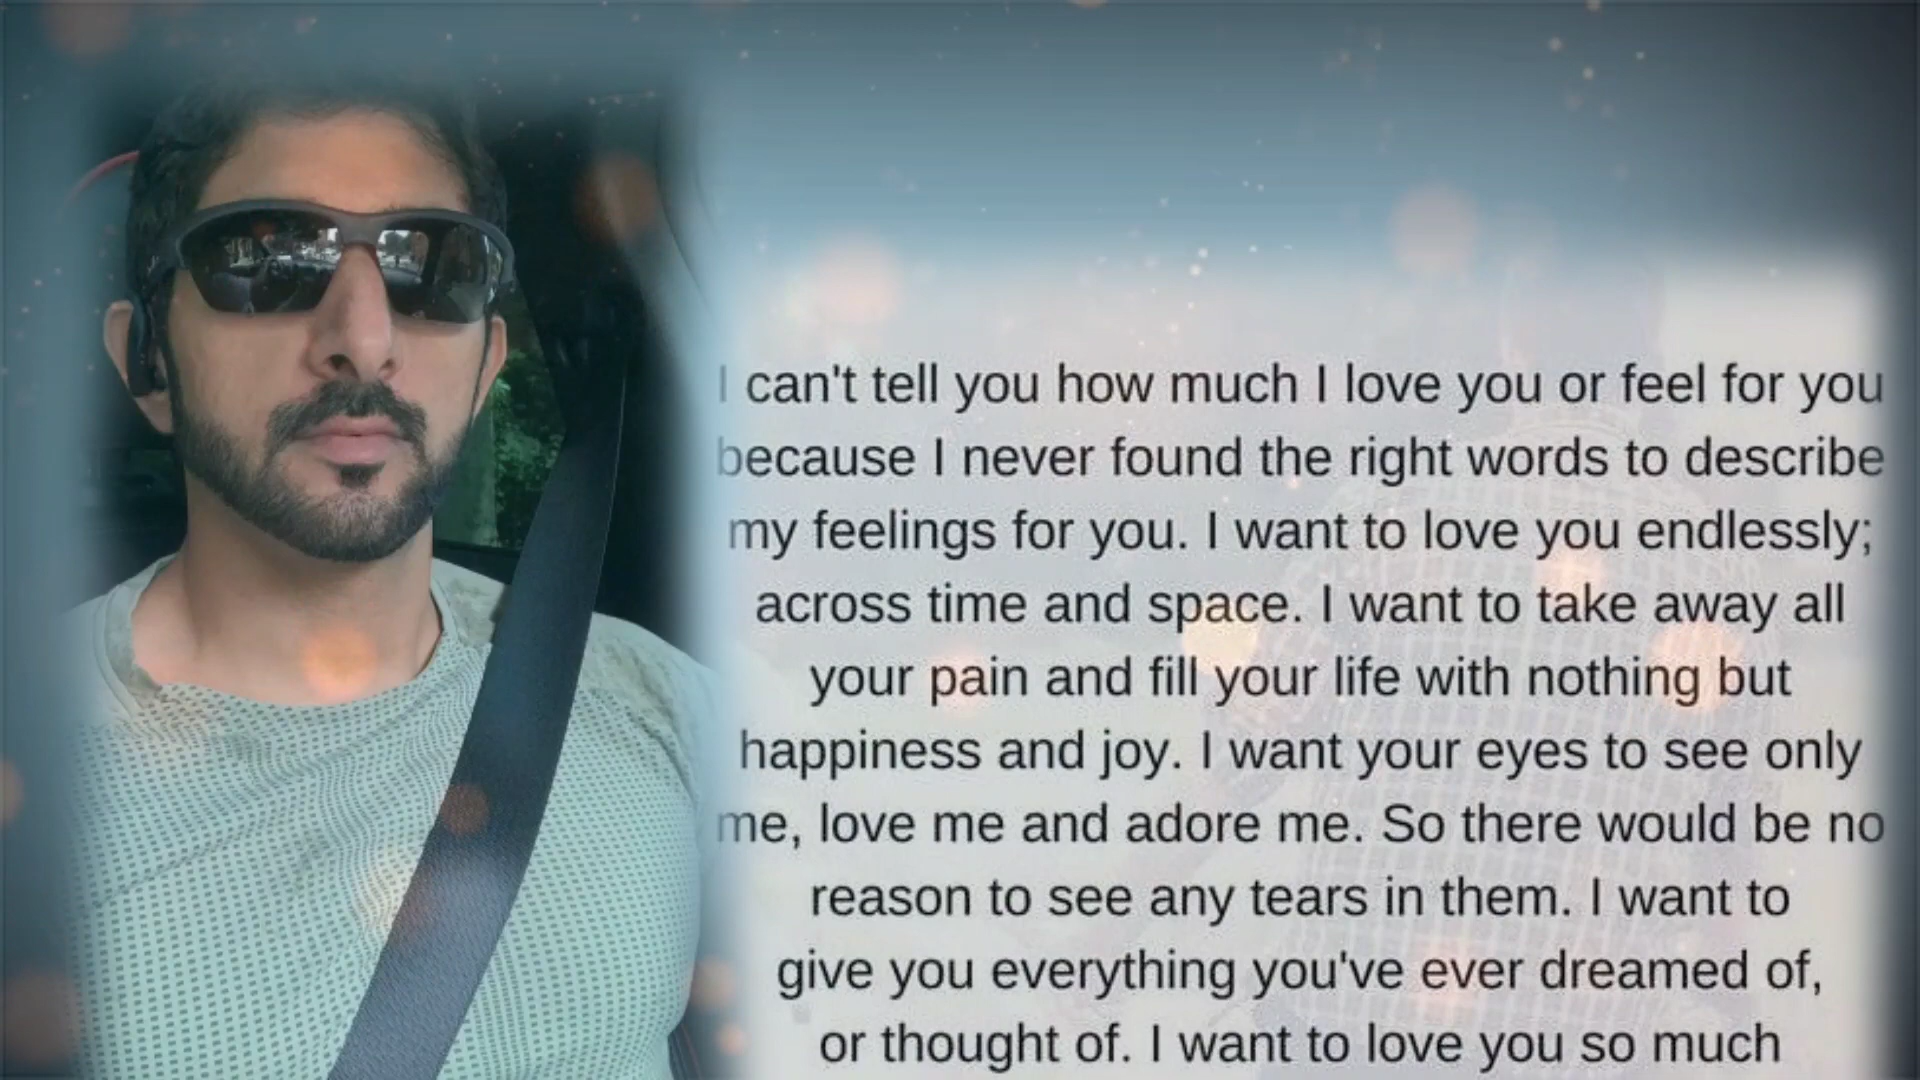 I can't tell you how much I love you or feel for you
because I never found the right words to describe
my feelings for you. I want to love you endlessly;
across time and space. I want to take away all
your pain and fill your life with nothing but
happiness and joy. I want your eyes to see only
me, love me and adore me. So there would be no
reason to see any tears in them. I want to
give you everything you've ever dreamed of,
or thought of. I want to love you so much